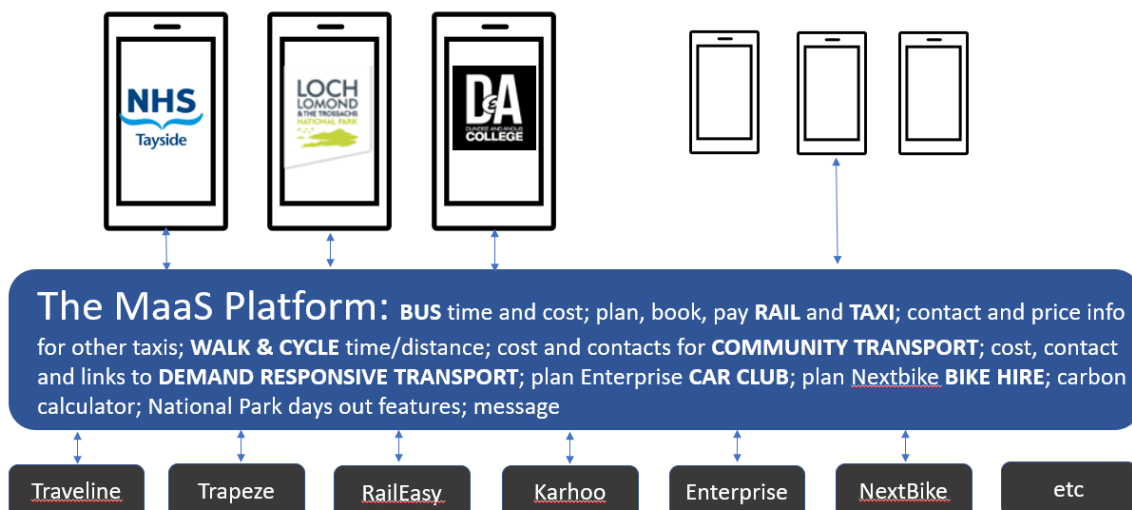 NHS
Tayside
LOCH
LOMOND
& THE TROSSACHS
NATIONAL PARK
D&A
DUNDEE AND ANGUS
COLLEGE
The MaaS Platform: BUS time and cost; plan, book, pay RAIL and TAXI; contact and price info
for other taxis; WALK & CYCLE time/distance; cost and contacts for COMMUNITY TRANSPORT; cost, contact
and links to DEMAND RESPONSIVE TRANSPORT; plan Enterprise CAR CLUB; plan Nextbike BIKE HIRE; carbon
calculator; National Park days out features; message
Traveline
Trapeze
RailEasy
Karhoo
Enterprise
NextBike
etc